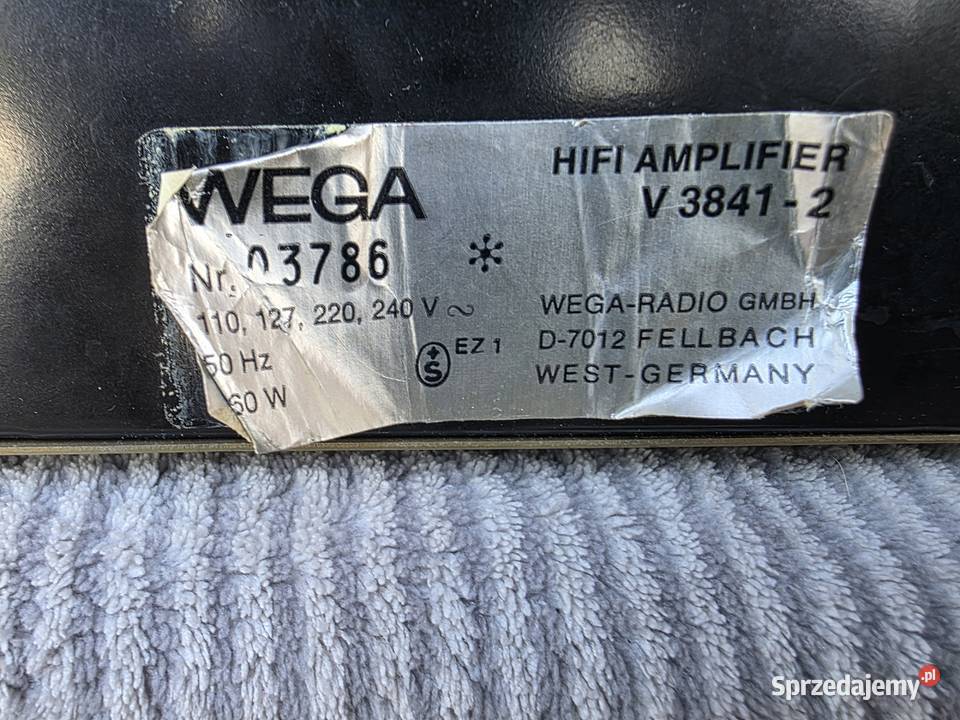 WEGA
HIFI AMPLIFIER
V 3841-2
Nr. 03786
110, 127, 220, 240 V ~
50 Hz
60 W
+S EZ 1
WEGA-RADIO GMBH
D-7012 FELLBACH
WEST-GERMANY
Sprzedajemy.pl